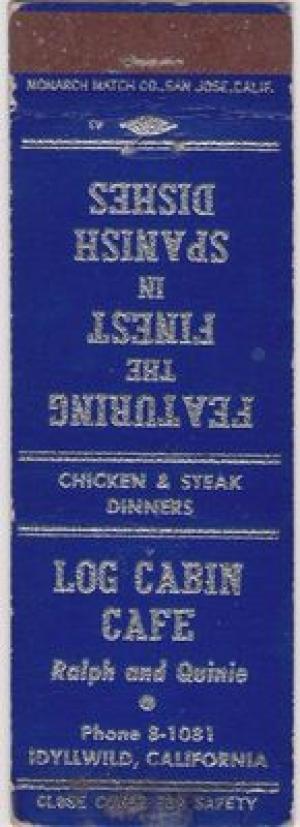 MONARCH MATCH CO., SAN JOSE, CALIF.
FEATURING
THE
FINEST
IN
SPANISH
DISHES
CHICKEN & STEAK
DINNERS
LOG CABIN
CAFE
Ralph and Quinie
Phone 8-1081
IDYLLWILD, CALIFORNIA
CLOSE COVER FOR SAFETY